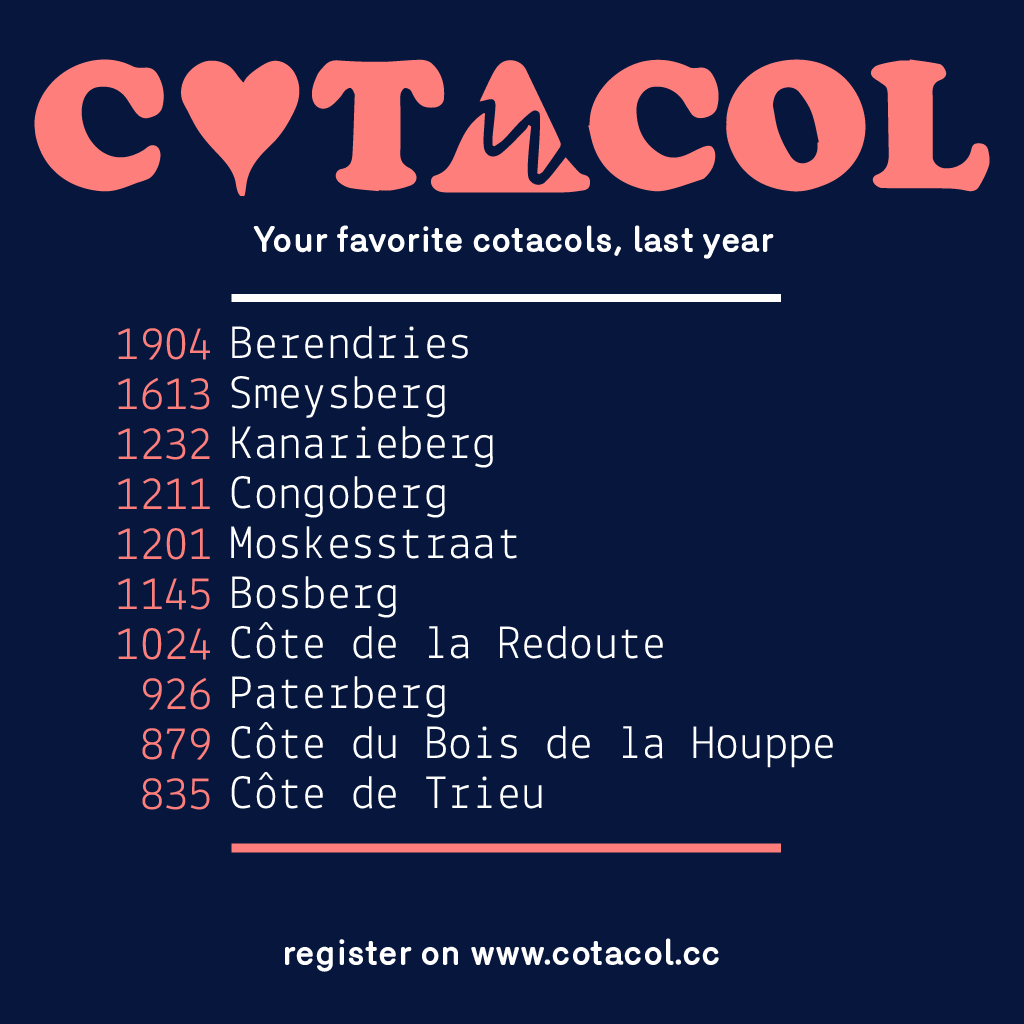 COTACOL
Your favorite cotacols, last year
1904 Berendries
1613 Smeysberg
1232 Kanarieberg
1211 Congoberg
1201 Moskesstraat
1145 Bosberg
1024 Côte de la Redoute
926 Paterberg
879 Côte du Bois de la Houppe
835 Côte de Trieu
register on www.cotacol.cc